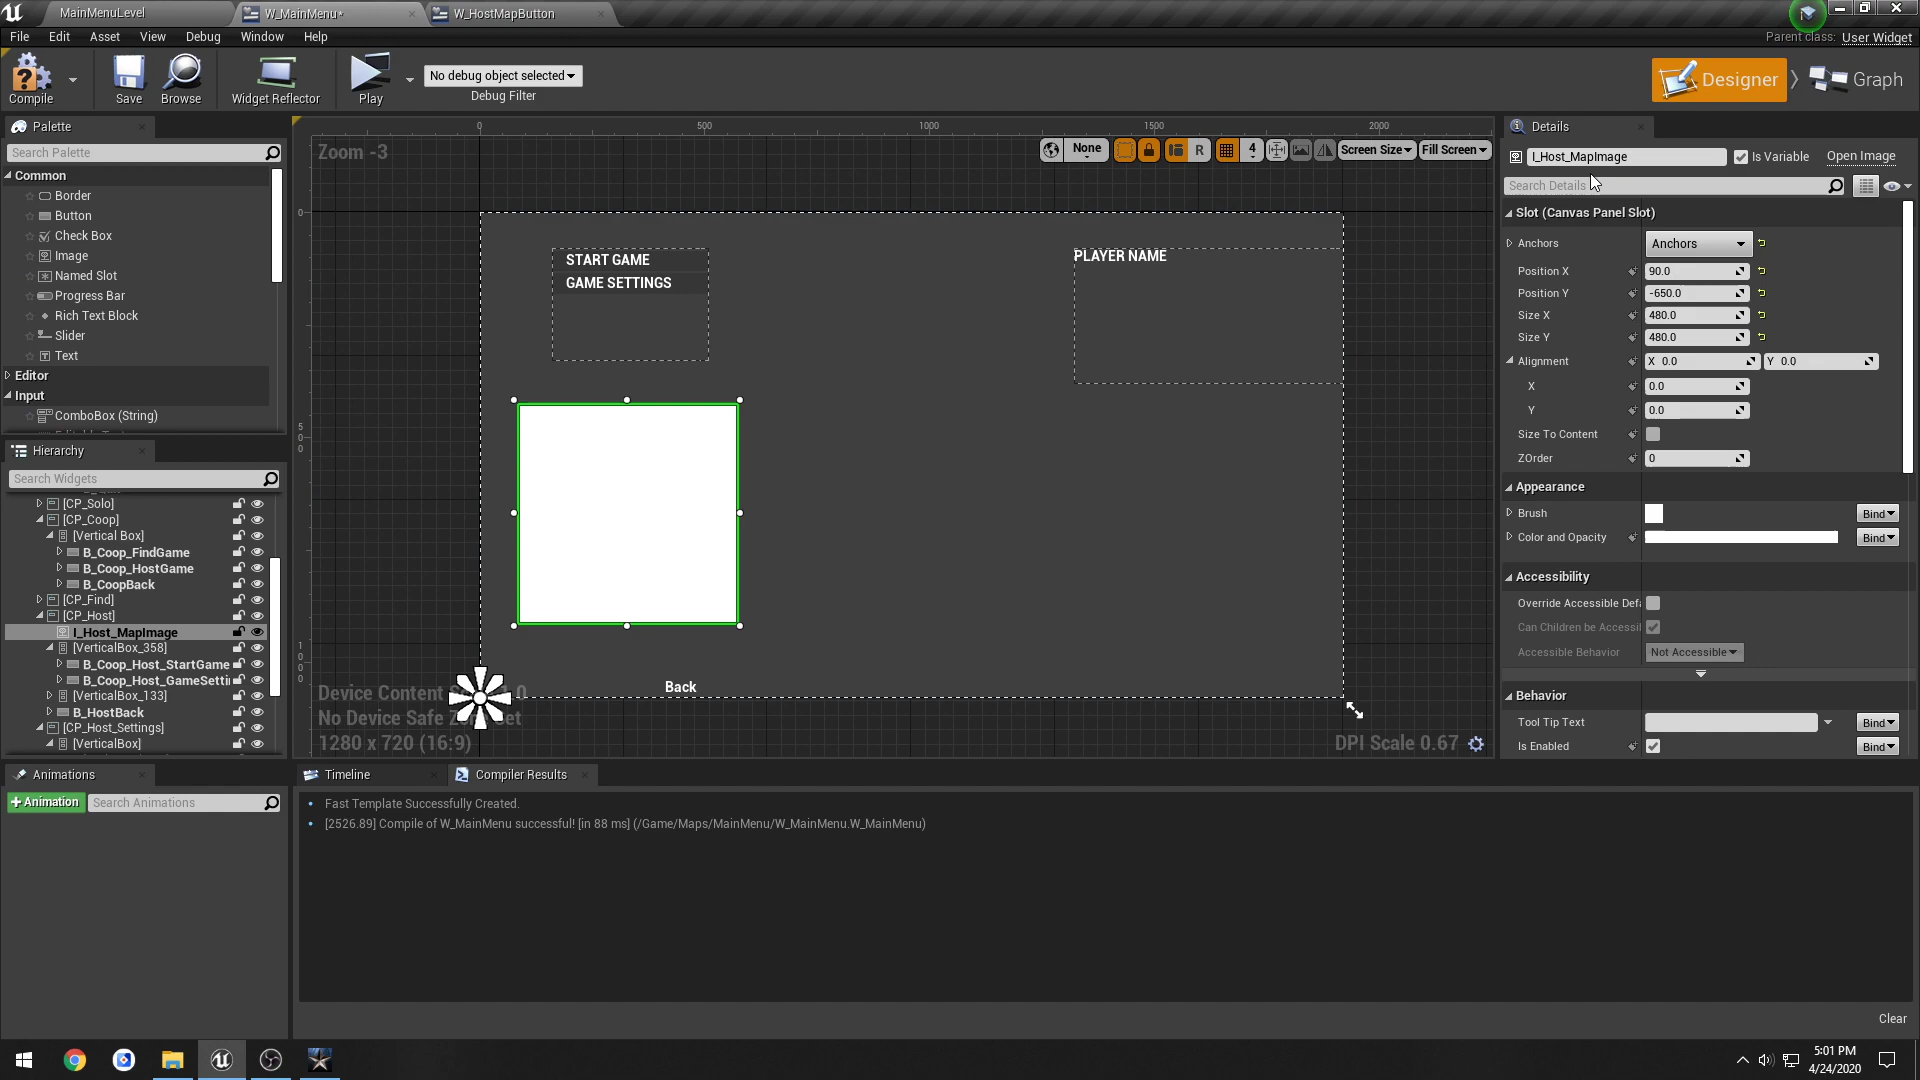 MainMenuLevel
W_MainMenu*
W_HostMapButton
File Edit Asset View Debug Window Help
Parent class: User Widget
Compile
Save
Browse
Widget Reflector
Play
No debug object selected
Debug Filter
Designer
Graph
Palette
Search Palette
Common
Border
Button
Check Box
Image
Named Slot
Progress Bar
Rich Text Block
Slider
Text
Editor
Input
ComboBox (String)
Hierarchy
Search Widgets
[CP_Solo]
[CP_Coop]
[Vertical Box]
B_Coop_FindGame
B_Coop_HostGame
B_CoopBack
[CP_Find]
[CP_Host]
I_Host_MapImage
[VerticalBox_358]
B_Coop_Host_StartGame
B_Coop_Host_GameSetti
[VerticalBox_133]
B_HostBack
[CP_Host_Settings]
[VerticalBox]
Animations
+Animation
Search Animations
0 500 1000 1500 2000
0
500
1000
Zoom -3
None
R
4
Screen Size
Fill Screen
START GAME
GAME SETTINGS
PLAYER NAME
Back
Device Content S 1.0
No Device Safe Zone Set
1280 x 720 (16:9)
DPI Scale 0.67
Timeline
Compiler Results
Fast Template Successfully Created.
[2526.89] Compile of W_MainMenu successful! [in 88 ms] (/Game/Maps/MainMenu/W_MainMenu.W_MainMenu)
Clear
Details
I_Host_MapImage
Is Variable
Open Image
Search Details
Slot (Canvas Panel Slot)
Anchors Anchors
Position X 90.0
Position Y -650.0
Size X 480.0
Size Y 480.0
Alignment X 0.0 Y 0.0
X 0.0
Y 0.0
Size To Content
ZOrder 0
Appearance
Brush Bind
Color and Opacity Bind
Accessibility
Override Accessible Defa
Can Children be Accessil
Accessible Behavior Not Accessible
Behavior
Tool Tip Text Bind
Is Enabled Bind
5:01 PM
4/24/2020